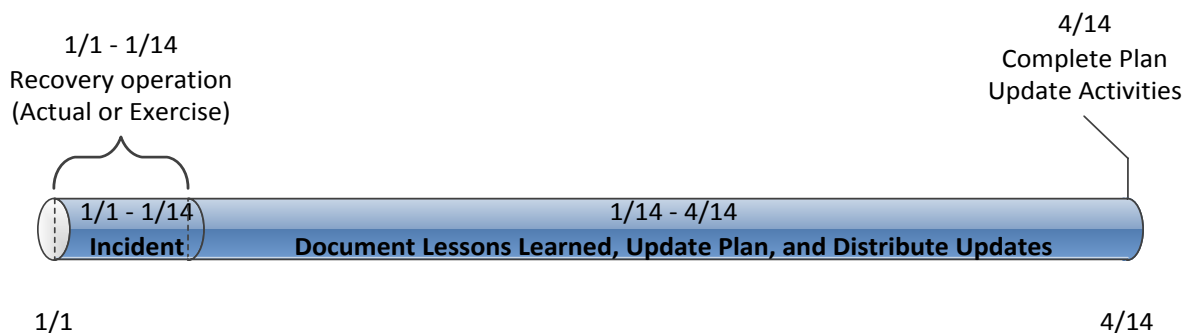 1/1 - 1/14
Recovery operation
(Actual or Exercise)
4/14
Complete Plan
Update Activities
1/1 - 1/14
Incident
1/14 - 4/14
Document Lessons Learned, Update Plan, and Distribute Updates
1/1
4/14